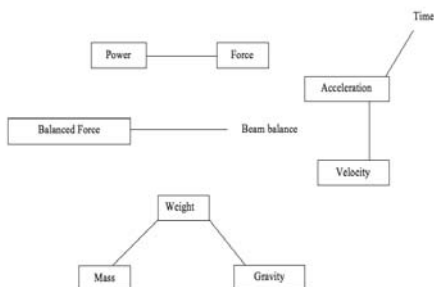 Time
Power
Force
Acceleration
Balanced Force
Beam balance
Velocity
Weight
Mass
Gravity